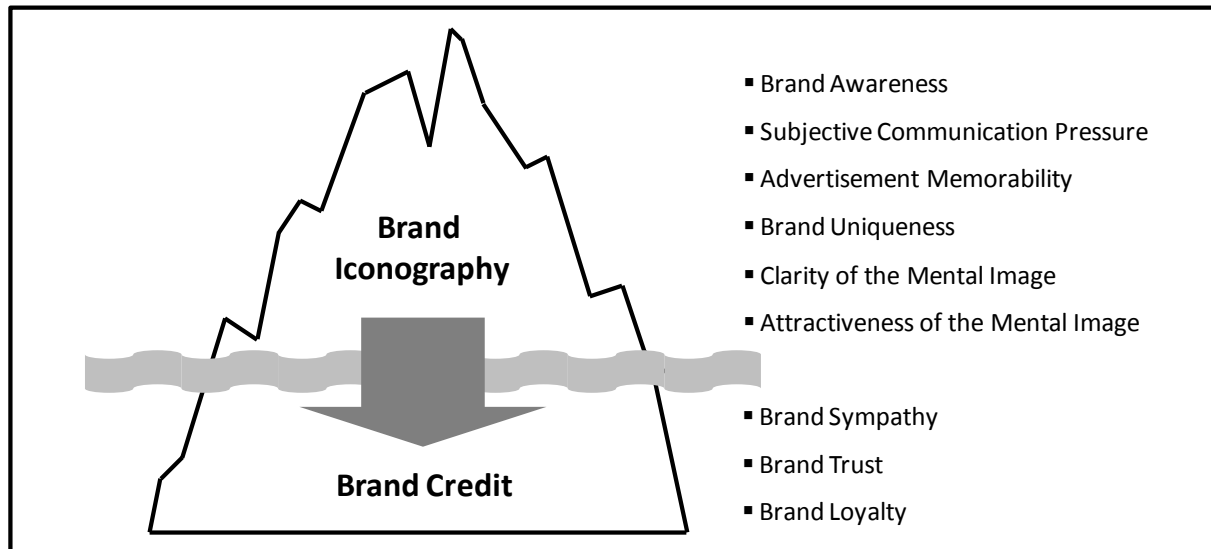 Brand
Iconography
Brand Credit
▪ Brand Awareness
▪ Subjective Communication Pressure
▪ Advertisement Memorability
▪ Brand Uniqueness
▪ Clarity of the Mental Image
▪ Attractiveness of the Mental Image
▪ Brand Sympathy
▪ Brand Trust
▪ Brand Loyalty